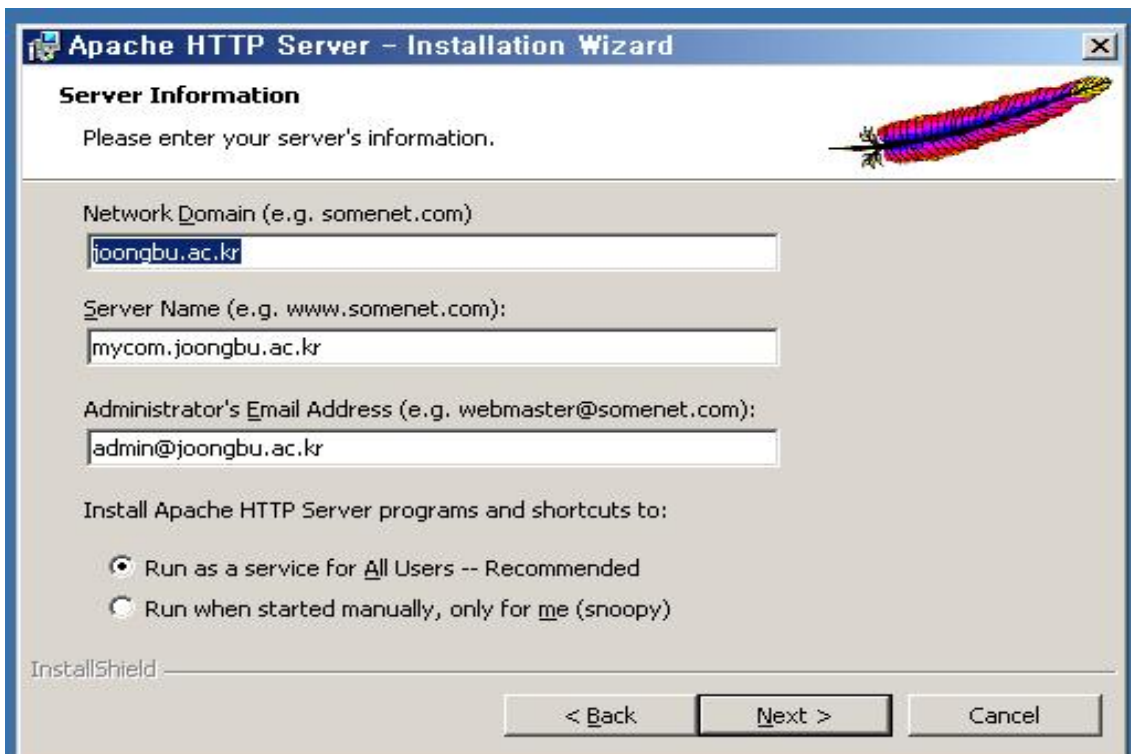 Apache HTTP Server - Installation Wizard
Server Information
Please enter your server's information.
Network Domain (e.g. somenet.com)
joongbu.ac.kr
Server Name (e.g. www.somenet.com):
mycom.joongbu.ac.kr
Administrator's Email Address (e.g. webmaster@somenet.com):
admin@joongbu.ac.kr
Install Apache HTTP Server programs and shortcuts to:
Run as a service for All Users -- Recommended
Run when started manually, only for me (snoopy)
InstallShield
< Back Next > Cancel